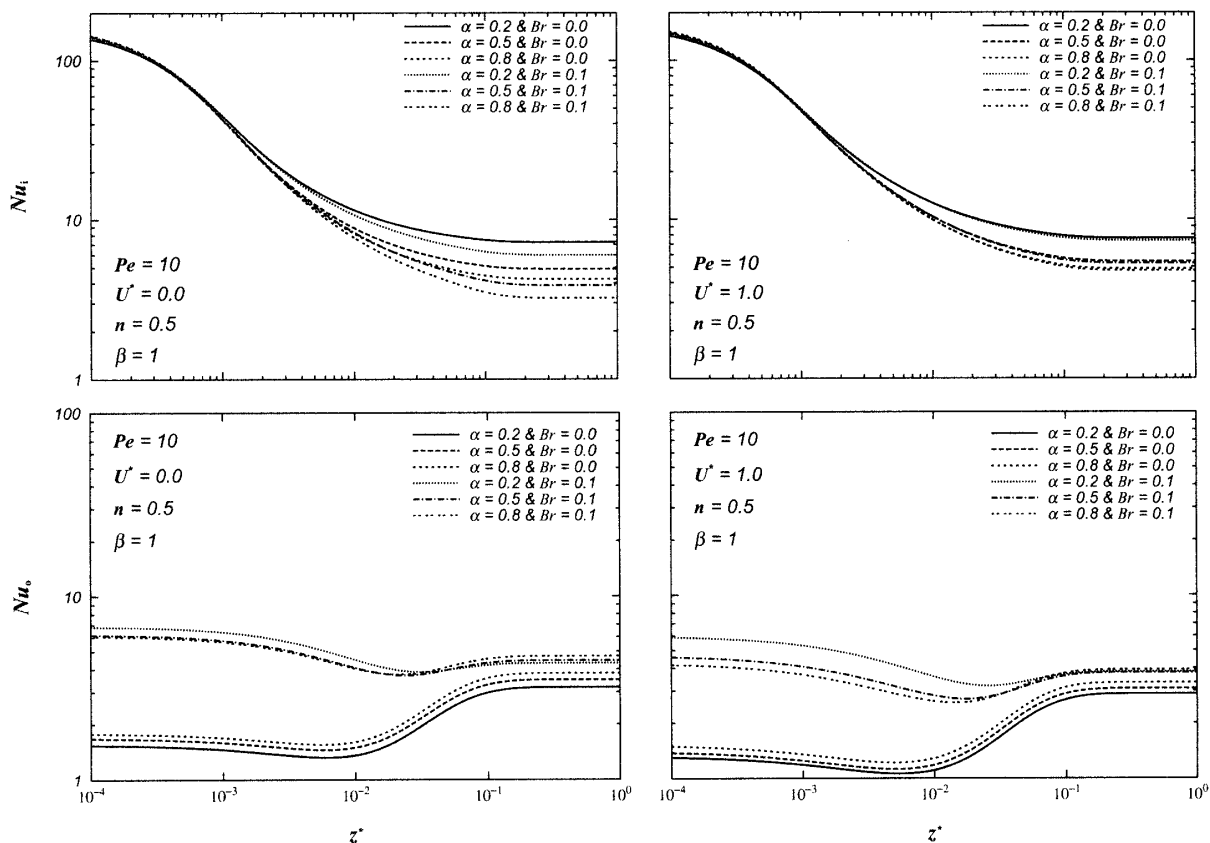 100
10
1
Nuᵢ
α = 0.2 & Br = 0.0
α = 0.5 & Br = 0.0
α = 0.8 & Br = 0.0
α = 0.2 & Br = 0.1
α = 0.5 & Br = 0.1
α = 0.8 & Br = 0.1
Pe = 10
U* = 0.0
n = 0.5
β = 1
α = 0.2 & Br = 0.0
α = 0.5 & Br = 0.0
α = 0.8 & Br = 0.0
α = 0.2 & Br = 0.1
α = 0.5 & Br = 0.1
α = 0.8 & Br = 0.1
Pe = 10
U* = 1.0
n = 0.5
β = 1
100
10
1
Nuₒ
Pe = 10
U* = 0.0
n = 0.5
β = 1
α = 0.2 & Br = 0.0
α = 0.5 & Br = 0.0
α = 0.8 & Br = 0.0
α = 0.2 & Br = 0.1
α = 0.5 & Br = 0.1
α = 0.8 & Br = 0.1
10⁻⁴ 10⁻³ 10⁻² 10⁻¹ 10⁰
z*
Pe = 10
U* = 1.0
n = 0.5
β = 1
α = 0.2 & Br = 0.0
α = 0.5 & Br = 0.0
α = 0.8 & Br = 0.0
α = 0.2 & Br = 0.1
α = 0.5 & Br = 0.1
α = 0.8 & Br = 0.1
10⁻⁴ 10⁻³ 10⁻² 10⁻¹ 10⁰
z*